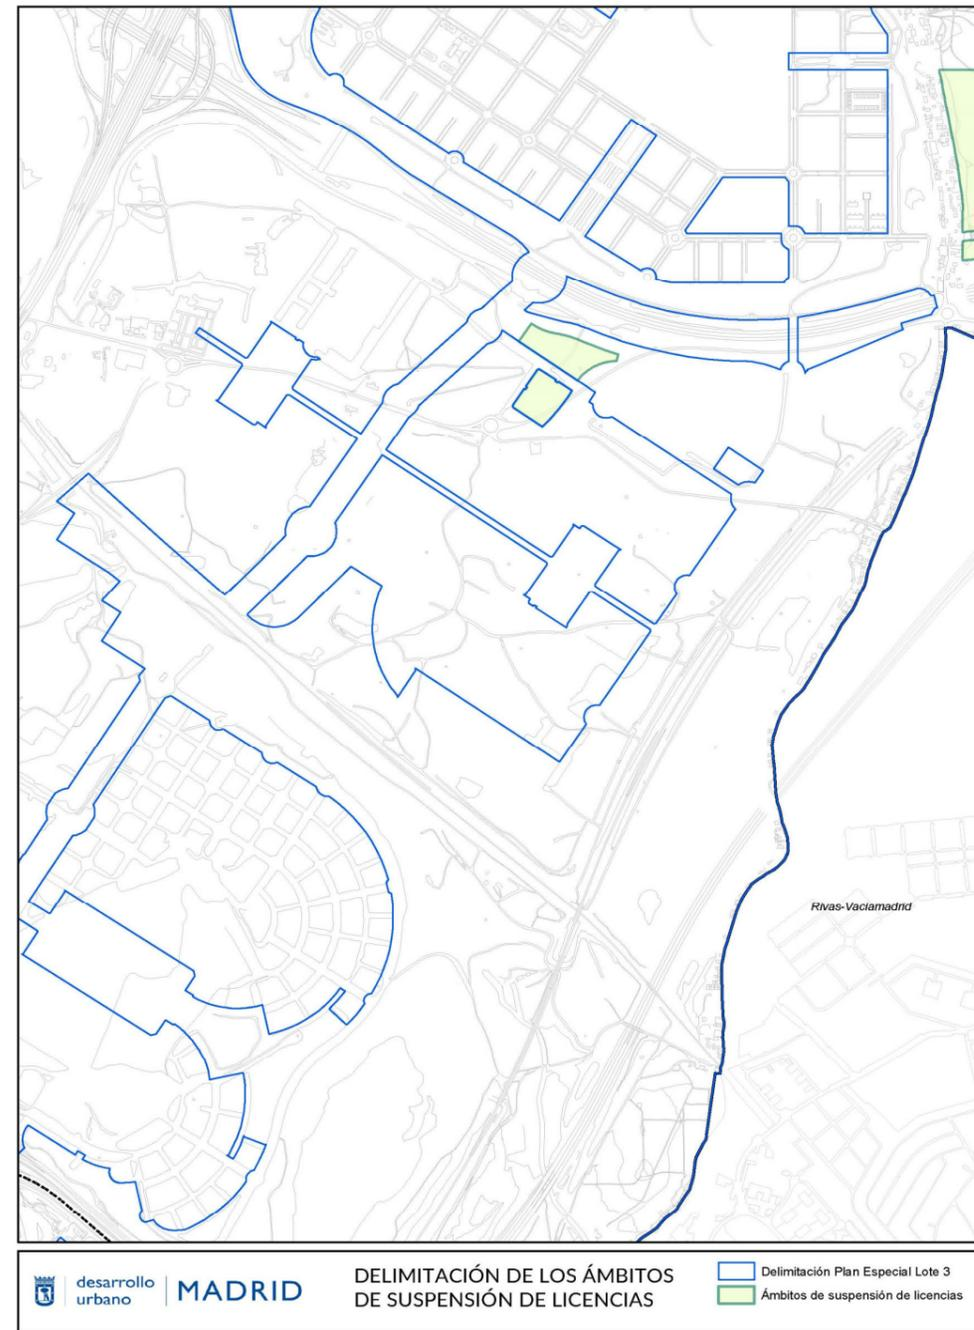 Rivas-Vaciamadrid
desarrollo
urbano
MADRID
DELIMITACIÓN DE LOS ÁMBITOS
DE SUSPENSIÓN DE LICENCIAS
Delimitación Plan Especial Lote 3
Ámbitos de suspensión de licencias